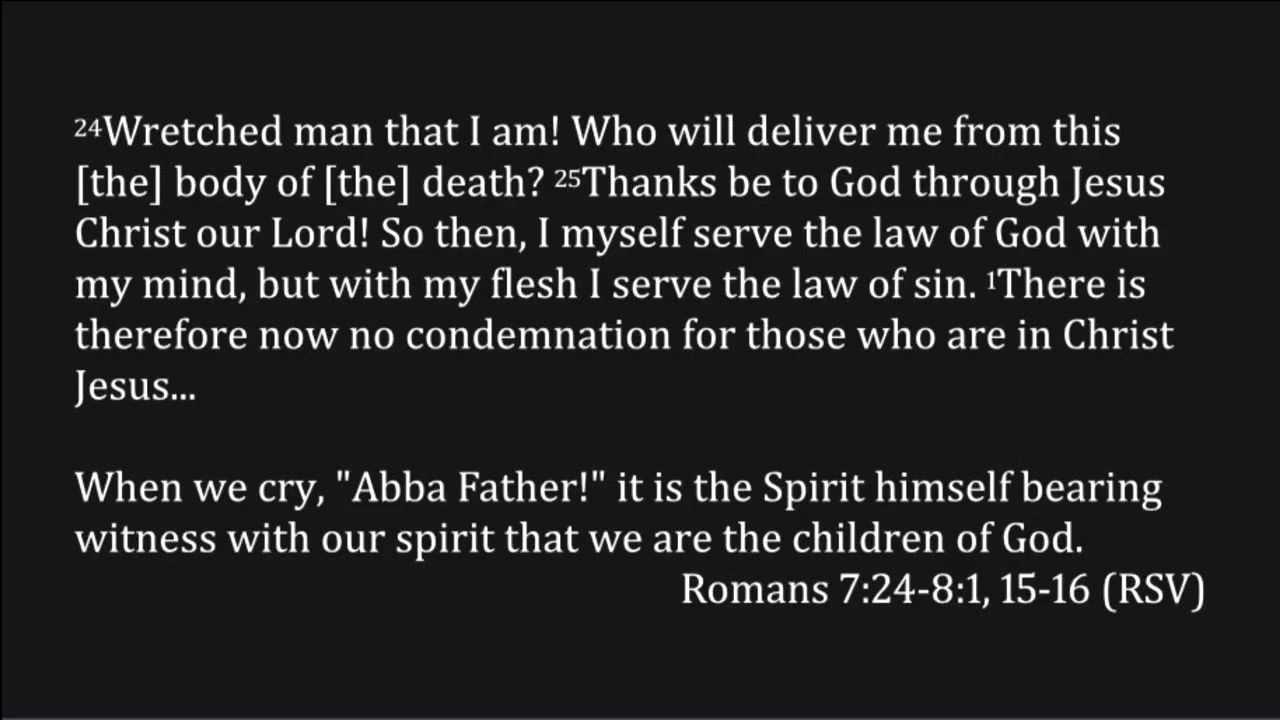 ²⁴Wretched man that I am! Who will deliver me from this
[the] body of [the] death? ²⁵Thanks be to God through Jesus
Christ our Lord! So then, I myself serve the law of God with
my mind, but with my flesh I serve the law of sin. ¹There is
therefore now no condemnation for those who are in Christ
Jesus...
When we cry, "Abba Father!" it is the Spirit himself bearing
witness with our spirit that we are the children of God.
Romans 7:24-8:1, 15-16 (RSV)